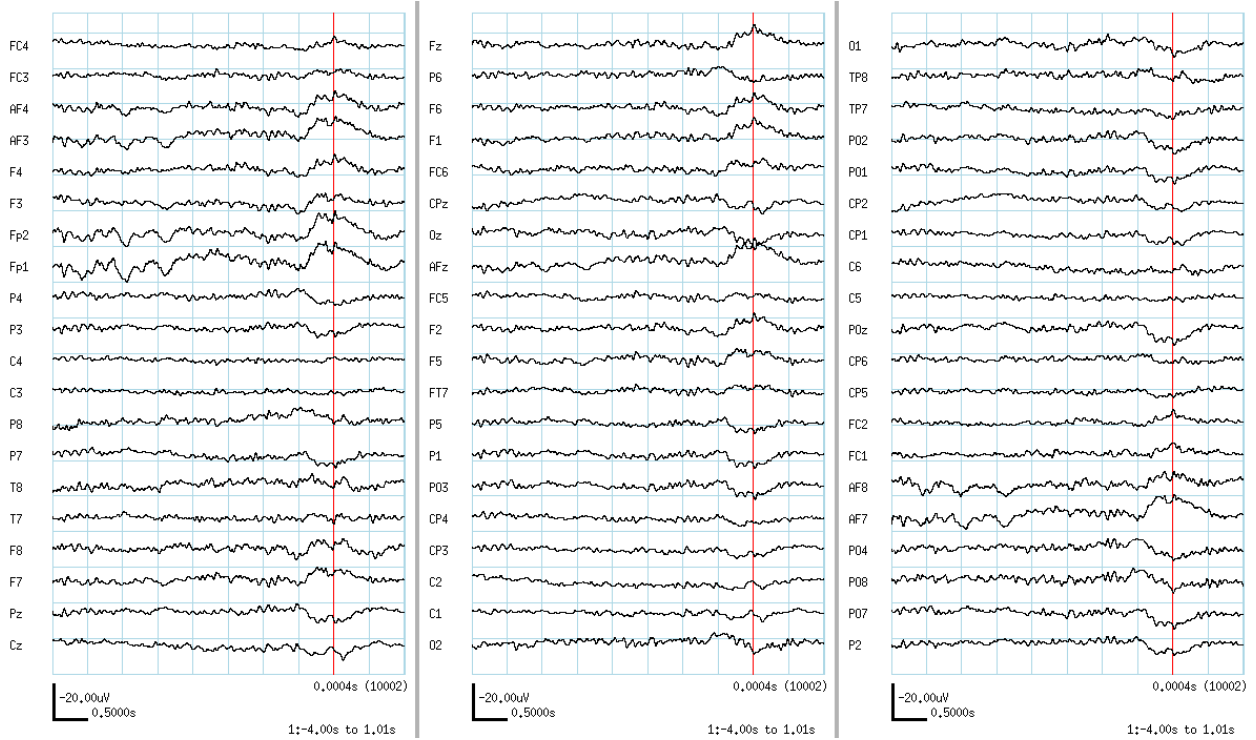 FC4
FC3
AF4
AF3
F4
F3
Fp2
Fp1
P4
P3
C4
C3
P8
P7
T8
T7
F8
F7
Pz
Cz
0.0004s (10002)
-20.00uV
0.5000s
1:-4.00s to 1.01s
Fz
P6
F6
F1
FC6
CPz
Oz
AFz
FC5
F2
F5
FT7
P5
P1
PO3
CP4
CP3
C2
C1
O2
0.0004s (10002)
-20.00uV
0.5000s
1:-4.00s to 1.01s
O1
TP8
TP7
PO2
PO1
CP2
CP1
C6
C5
POz
CP6
CP5
FC2
FC1
AF8
AF7
PO4
PO8
PO7
P2
0.0004s (10002)
-20.00uV
0.5000s
1:-4.00s to 1.01s